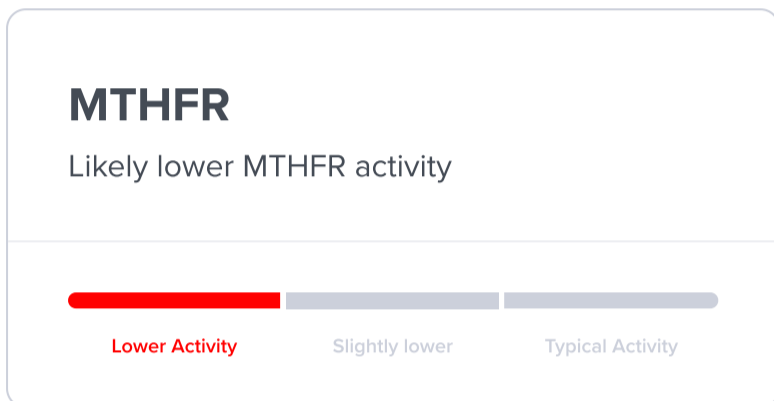 MTHFR
Likely lower MTHFR activity
Lower Activity
Slightly lower
Typical Activity